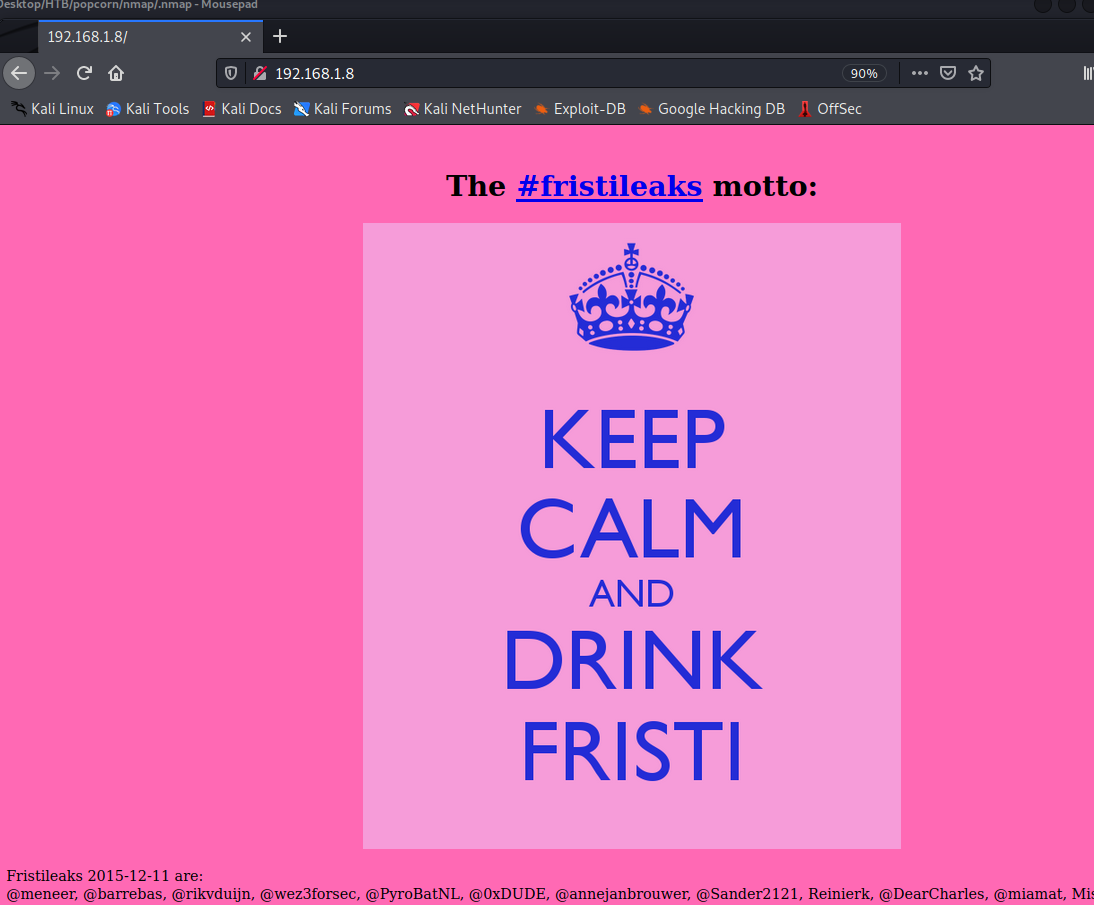 Desktop/HTB/popcorn/nmap/.nmap - Mousepad
192.168.1.8/
192.168.1.8
90%
Kali Linux Kali Tools Kali Docs Kali Forums Kali NetHunter Exploit-DB Google Hacking DB OffSec
The #fristileaks motto:
KEEP
CALM
AND
DRINK
FRISTI
Fristileaks 2015-12-11 are:
@meneer, @barrebas, @rikvduijn, @wez3forsec, @PyroBatNL, @0xDUDE, @annejanbrouwer, @Sander2121, Reinierk, @DearCharles, @miamat,